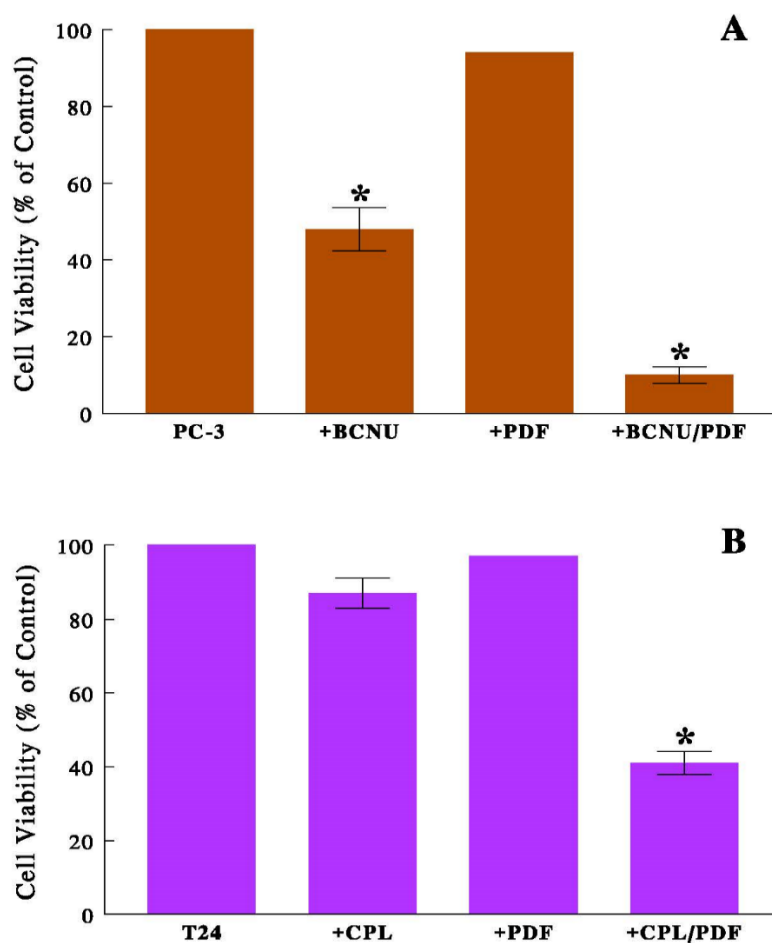 A
Cell Viability (% of Control)
100
80
60
40
20
0
*
*
PC-3 +BCNU +PDF +BCNU/PDF
B
Cell Viability (% of Control)
100
80
60
40
20
0
*
T24 +CPL +PDF +CPL/PDF